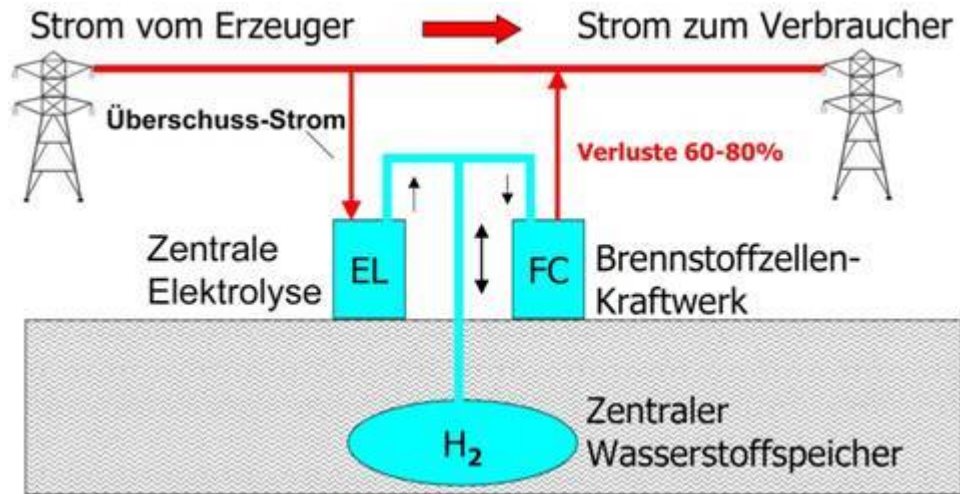 Strom vom Erzeuger
Strom zum Verbraucher
Überschuss-Strom
Verluste 60-80%
Zentrale
Elektrolyse
EL
FC
Brennstoffzellen-
Kraftwerk
H₂
Zentraler
Wasserstoffspeicher